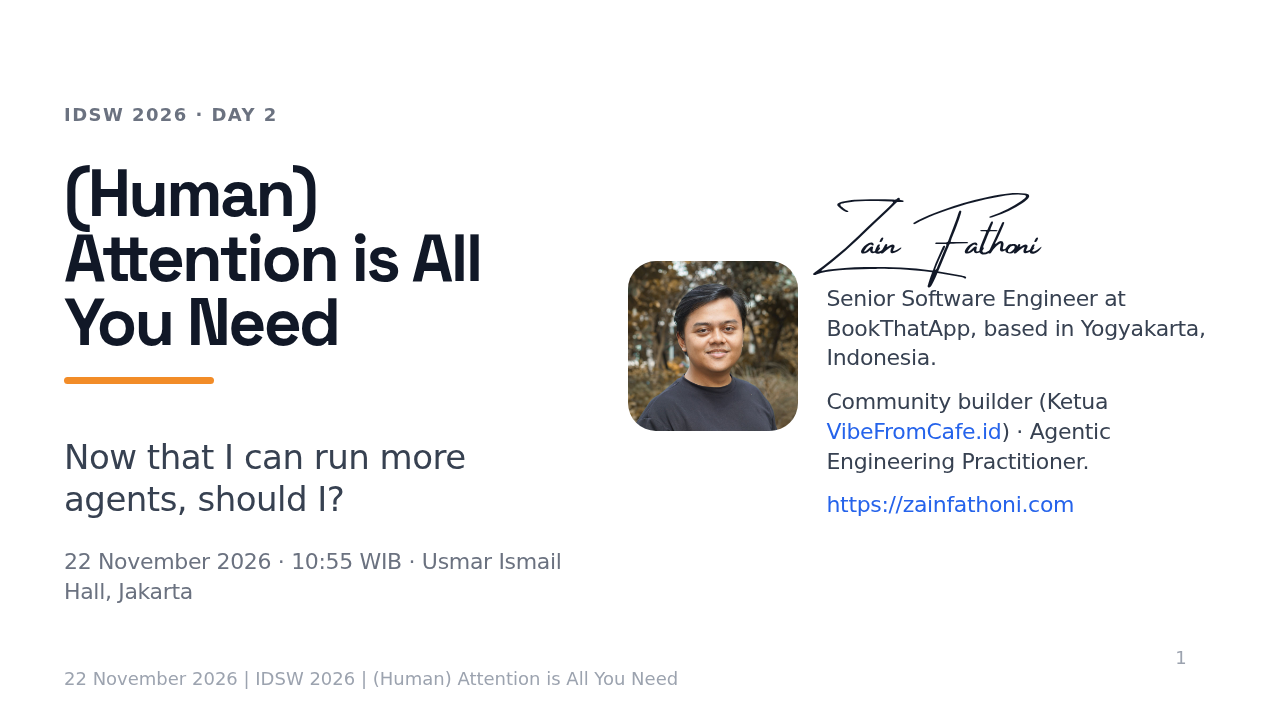 IDSW 2026 · DAY 2
(Human)
Attention is All
You Need
Now that I can run more
agents, should I?
22 November 2026 · 10:55 WIB · Usmar Ismail
Hall, Jakarta
Zain Fathoni
Senior Software Engineer at
BookThatApp, based in Yogyakarta,
Indonesia.
Community builder (Ketua
VibeFromCafe.id) · Agentic
Engineering Practitioner.
https://zainfathoni.com
22 November 2026 | IDSW 2026 | (Human) Attention is All You Need
1